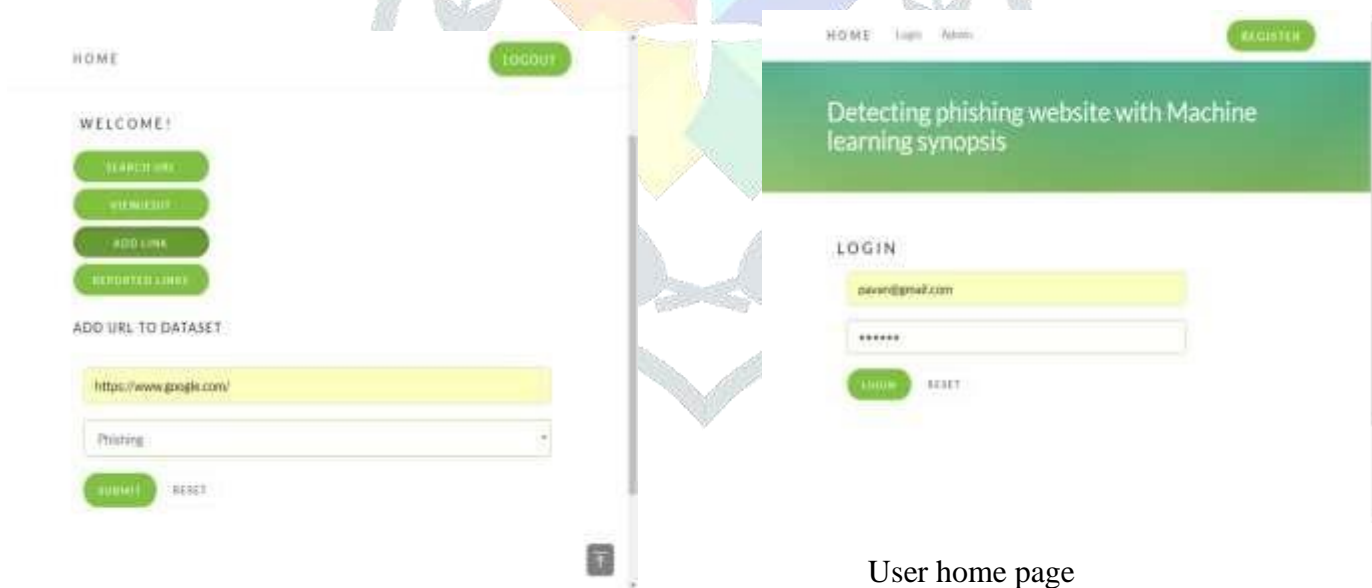 HOME
LOGOUT
WELCOME!
SEARCH URL
VIEW/EDIT
ADD LINK
REPORTED LINKS
ADD URL TO DATASET
https://www.google.com/
Phishing
SUBMIT RESET
HOME Login Admin
REGISTER
Detecting phishing website with Machine
learning synopsis
LOGIN
pavan@gmail.com
••••••
LOGIN RESET
User home page